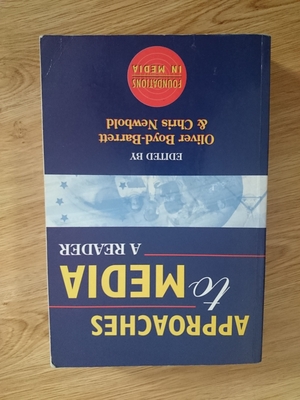 APPROACHES
to MEDIA
A READER
EDITED BY
Oliver Boyd-Barrett
& Chris Newbold
FOUNDATIONS
IN MEDIA